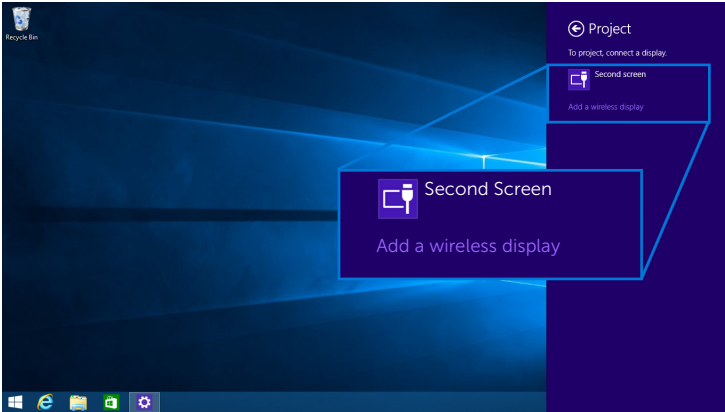 Recycle Bin
Project
To project, connect a display.
Second screen
Add a wireless display
Second Screen
Add a wireless display